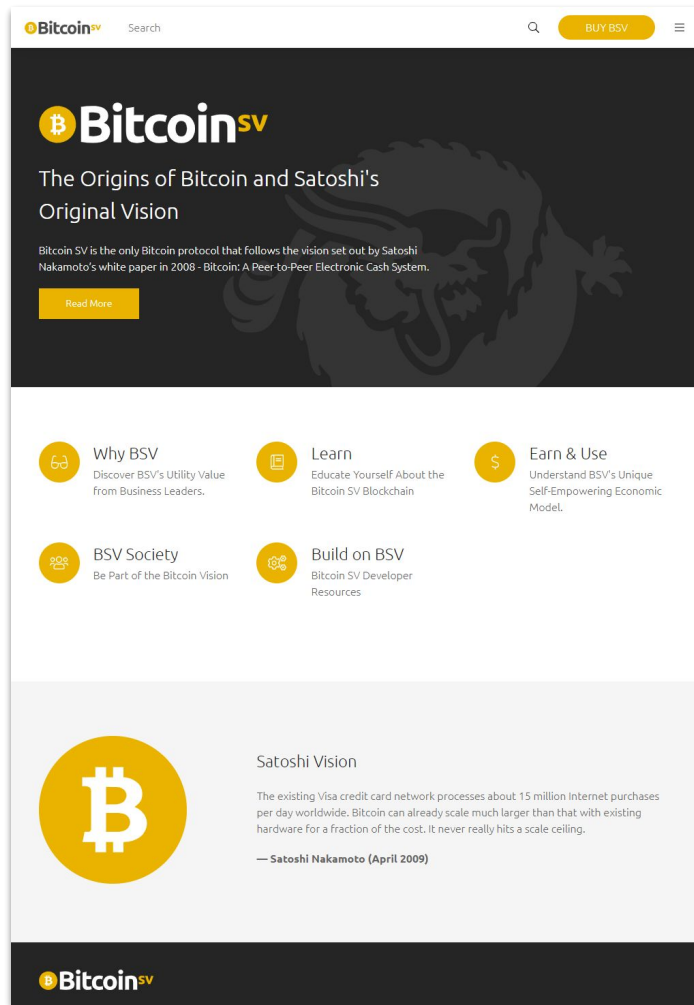 Bitcoin SV
Search
BUY BSV
Bitcoin SV
The Origins of Bitcoin and Satoshi's
Original Vision
Bitcoin SV is the only Bitcoin protocol that follows the vision set out by Satoshi
Nakamoto's white paper in 2008 - Bitcoin: A Peer-to-Peer Electronic Cash System.
Read More
Why BSV
Discover BSV's Utility Value
from Business Leaders.
Learn
Educate Yourself About the
Bitcoin SV Blockchain
Earn & Use
Understand BSV's Unique
Self-Empowering Economic
Model.
BSV Society
Be Part of the Bitcoin Vision
Build on BSV
Bitcoin SV Developer
Resources
Satoshi Vision
The existing Visa credit card network processes about 15 million Internet purchases
per day worldwide. Bitcoin can already scale much larger than that with existing
hardware for a fraction of the cost. It never really hits a scale ceiling.
— Satoshi Nakamoto (April 2009)
Bitcoin SV